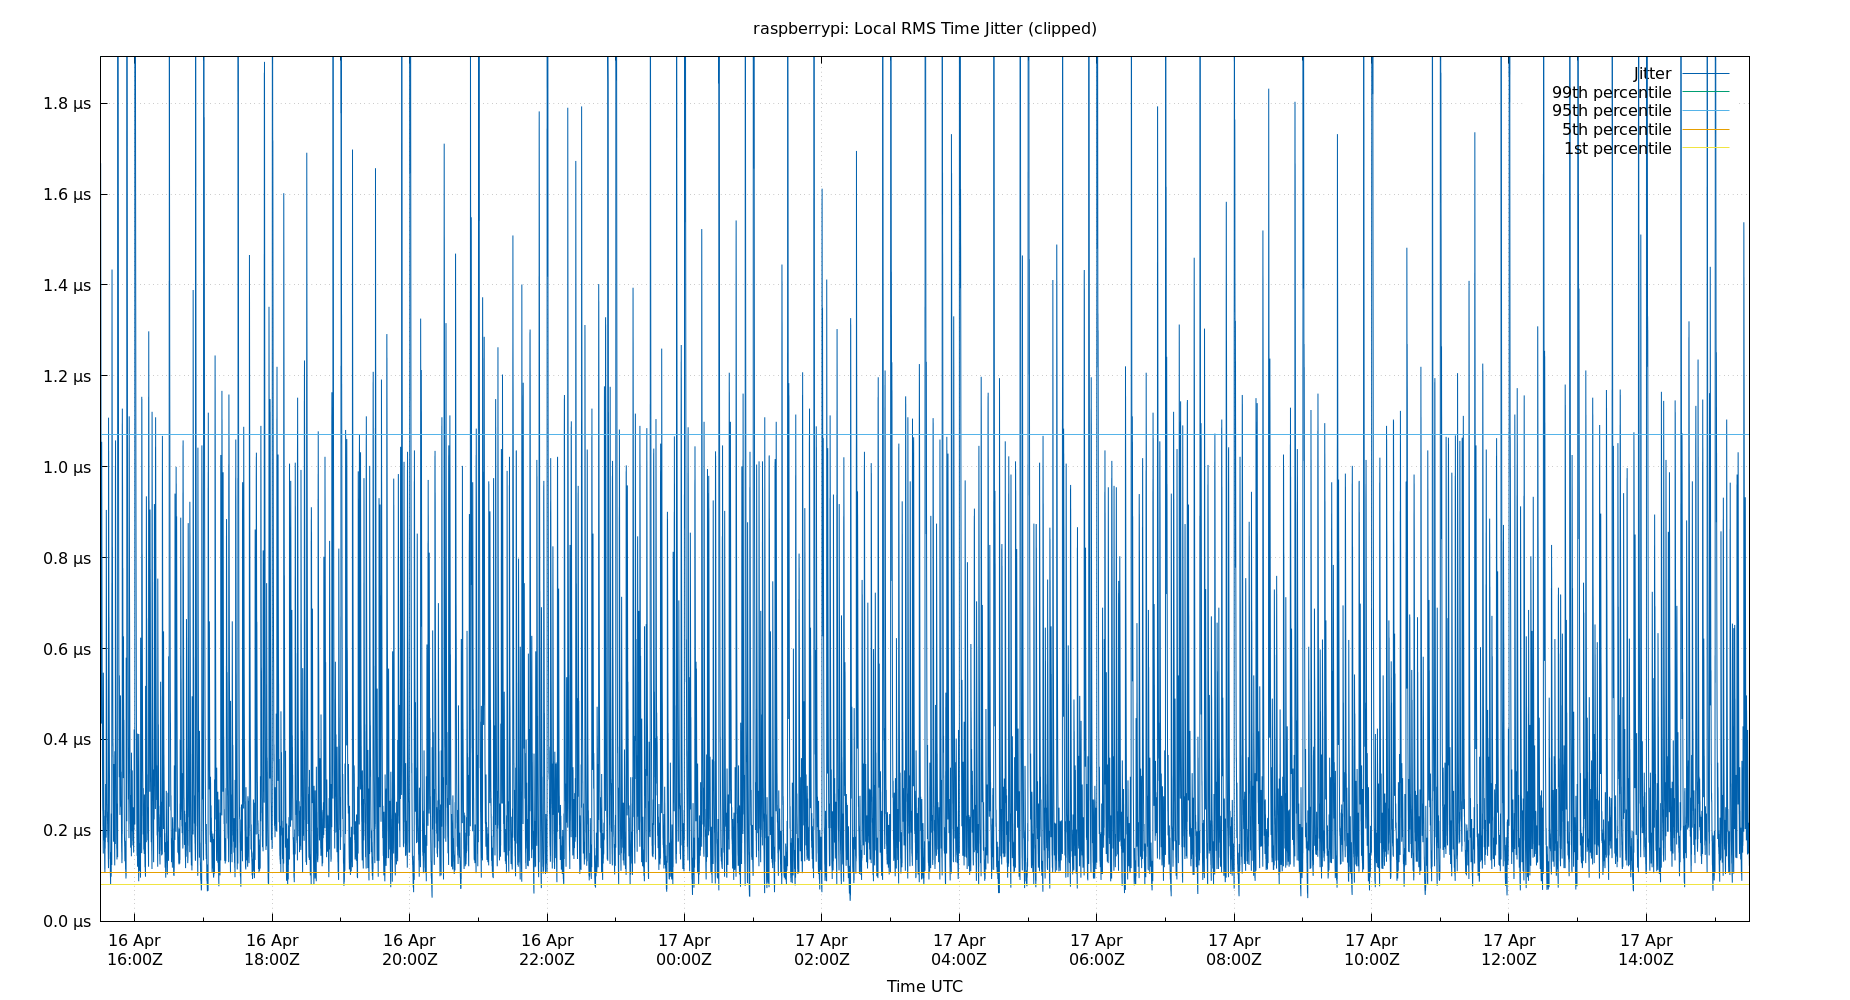 raspberrypi: Local RMS Time Jitter (clipped)
Jitter
99th percentile
95th percentile
5th percentile
1st percentile
1.8 µs
1.6 µs
1.4 µs
1.2 µs
1.0 µs
0.8 µs
0.6 µs
0.4 µs
0.2 µs
0.0 µs
16 Apr 16 Apr 16 Apr 16 Apr 17 Apr 17 Apr 17 Apr 17 Apr 17 Apr 17 Apr 17 Apr 17 Apr
16:00Z 18:00Z 20:00Z 22:00Z 00:00Z 02:00Z 04:00Z 06:00Z 08:00Z 10:00Z 12:00Z 14:00Z
Time UTC